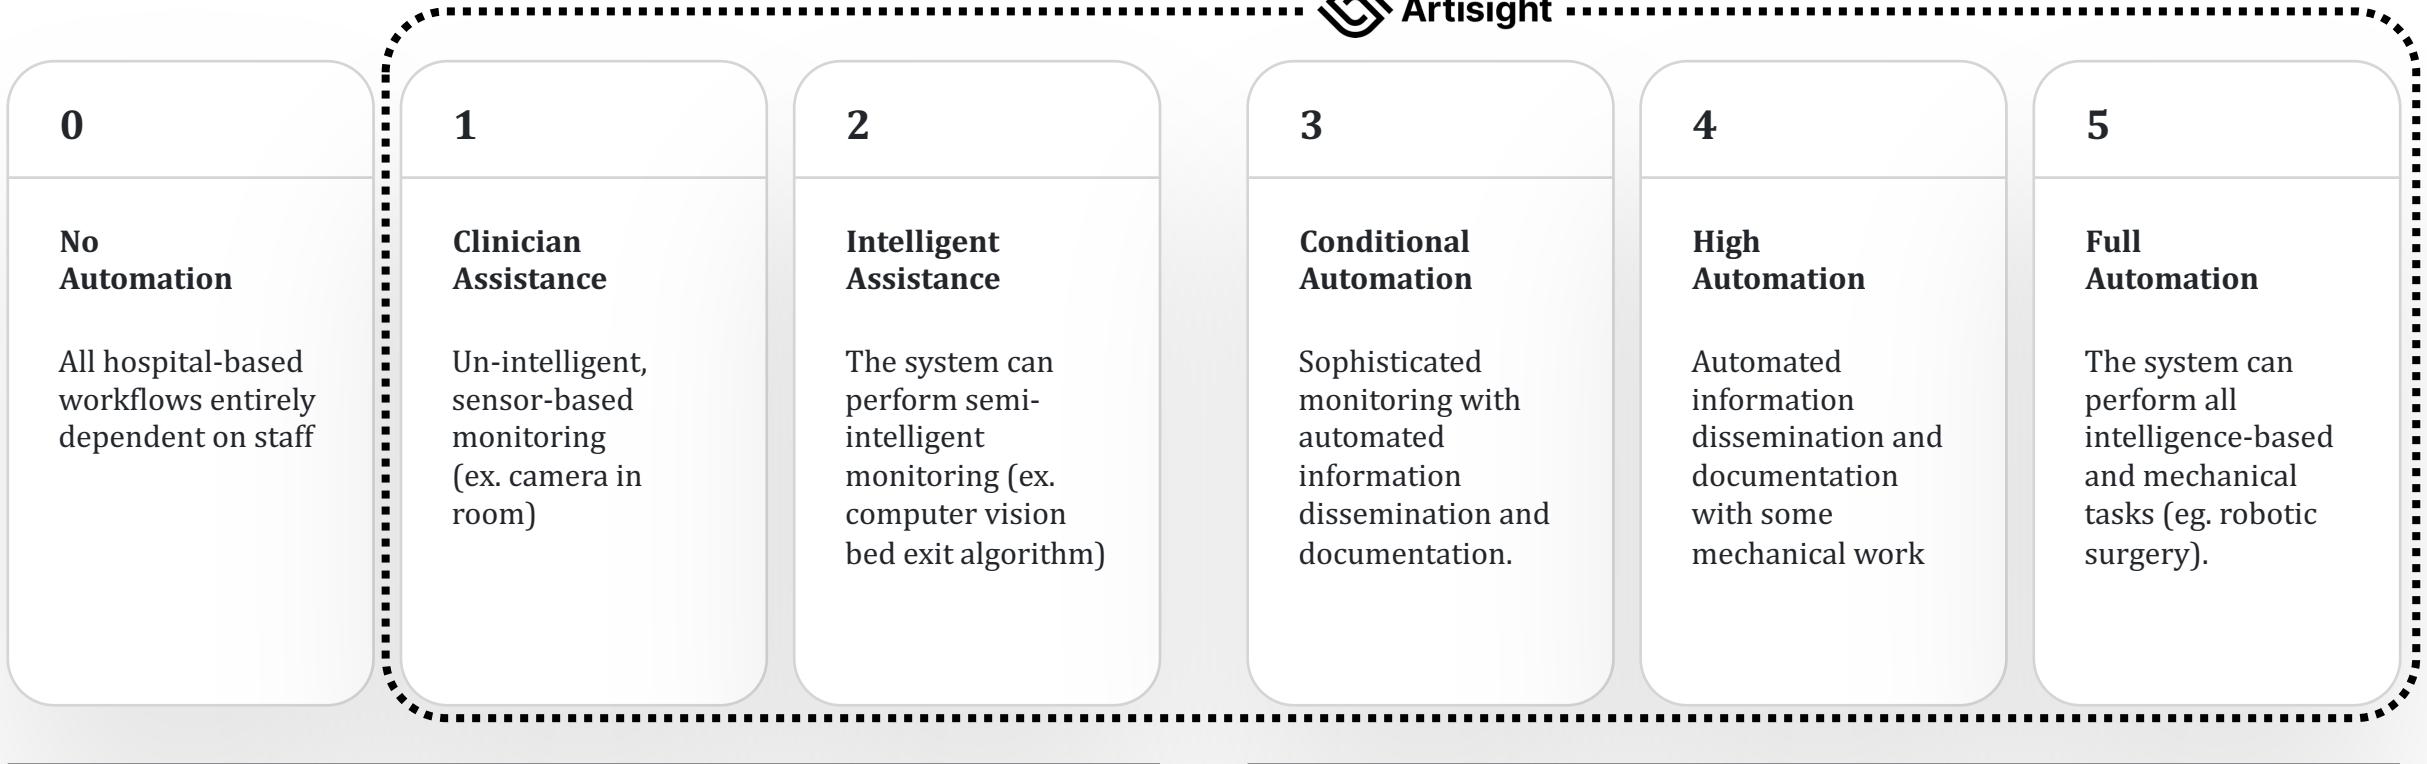 Artisight
0
No
Automation
All hospital-based
workflows entirely
dependent on staff
1
Clinician
Assistance
Un-intelligent,
sensor-based
monitoring
(ex. camera in
room)
2
Intelligent
Assistance
The system can
perform semi-
intelligent
monitoring (ex.
computer vision
bed exit algorithm)
3
Conditional
Automation
Sophisticated
monitoring with
automated
information
dissemination and
documentation.
4
High
Automation
Automated
information
dissemination and
documentation
with some
mechanical work
5
Full
Automation
The system can
perform all
intelligence-based
and mechanical
tasks (eg. robotic
surgery).